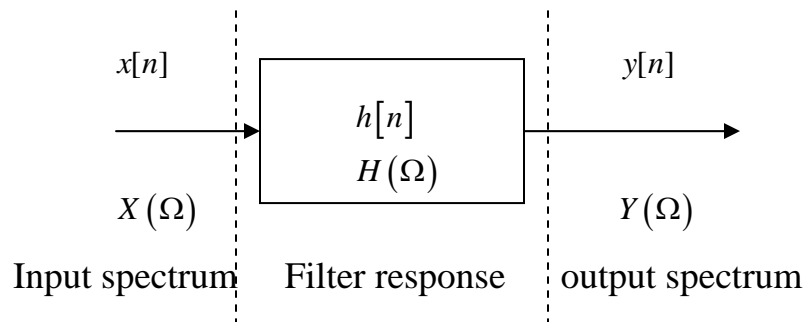 x[n]
y[n]
h[n]
H(Ω)
X(Ω)
Y(Ω)
Input spectrum
Filter response
output spectrum